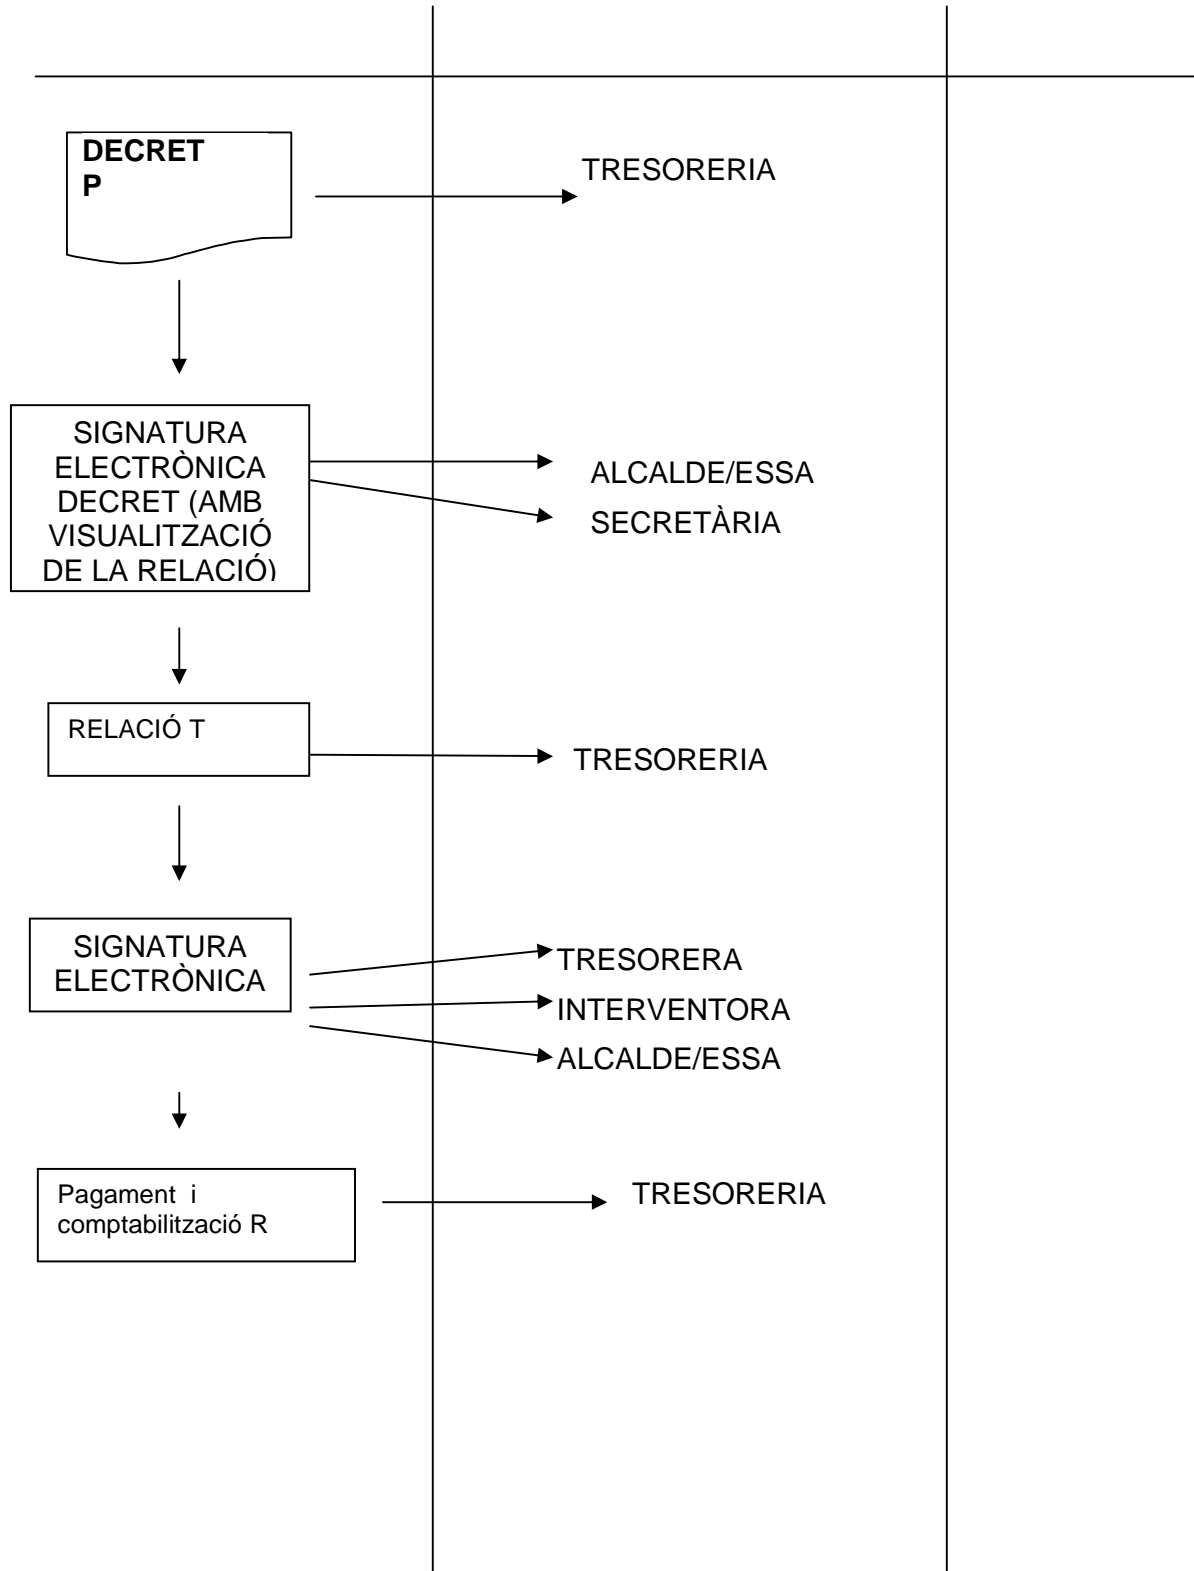 DECRET
P
TRESORERIA
SIGNATURA
ELECTRÒNICA
DECRET (AMB
VISUALITZACIÓ
DE LA RELACIÓ)
ALCALDE/ESSA
SECRETÀRIA
RELACIÓ T
TRESORERIA
SIGNATURA
ELECTRÒNICA
TRESORERA
INTERVENTORA
ALCALDE/ESSA
Pagament i
comptabilització R
TRESORERIA